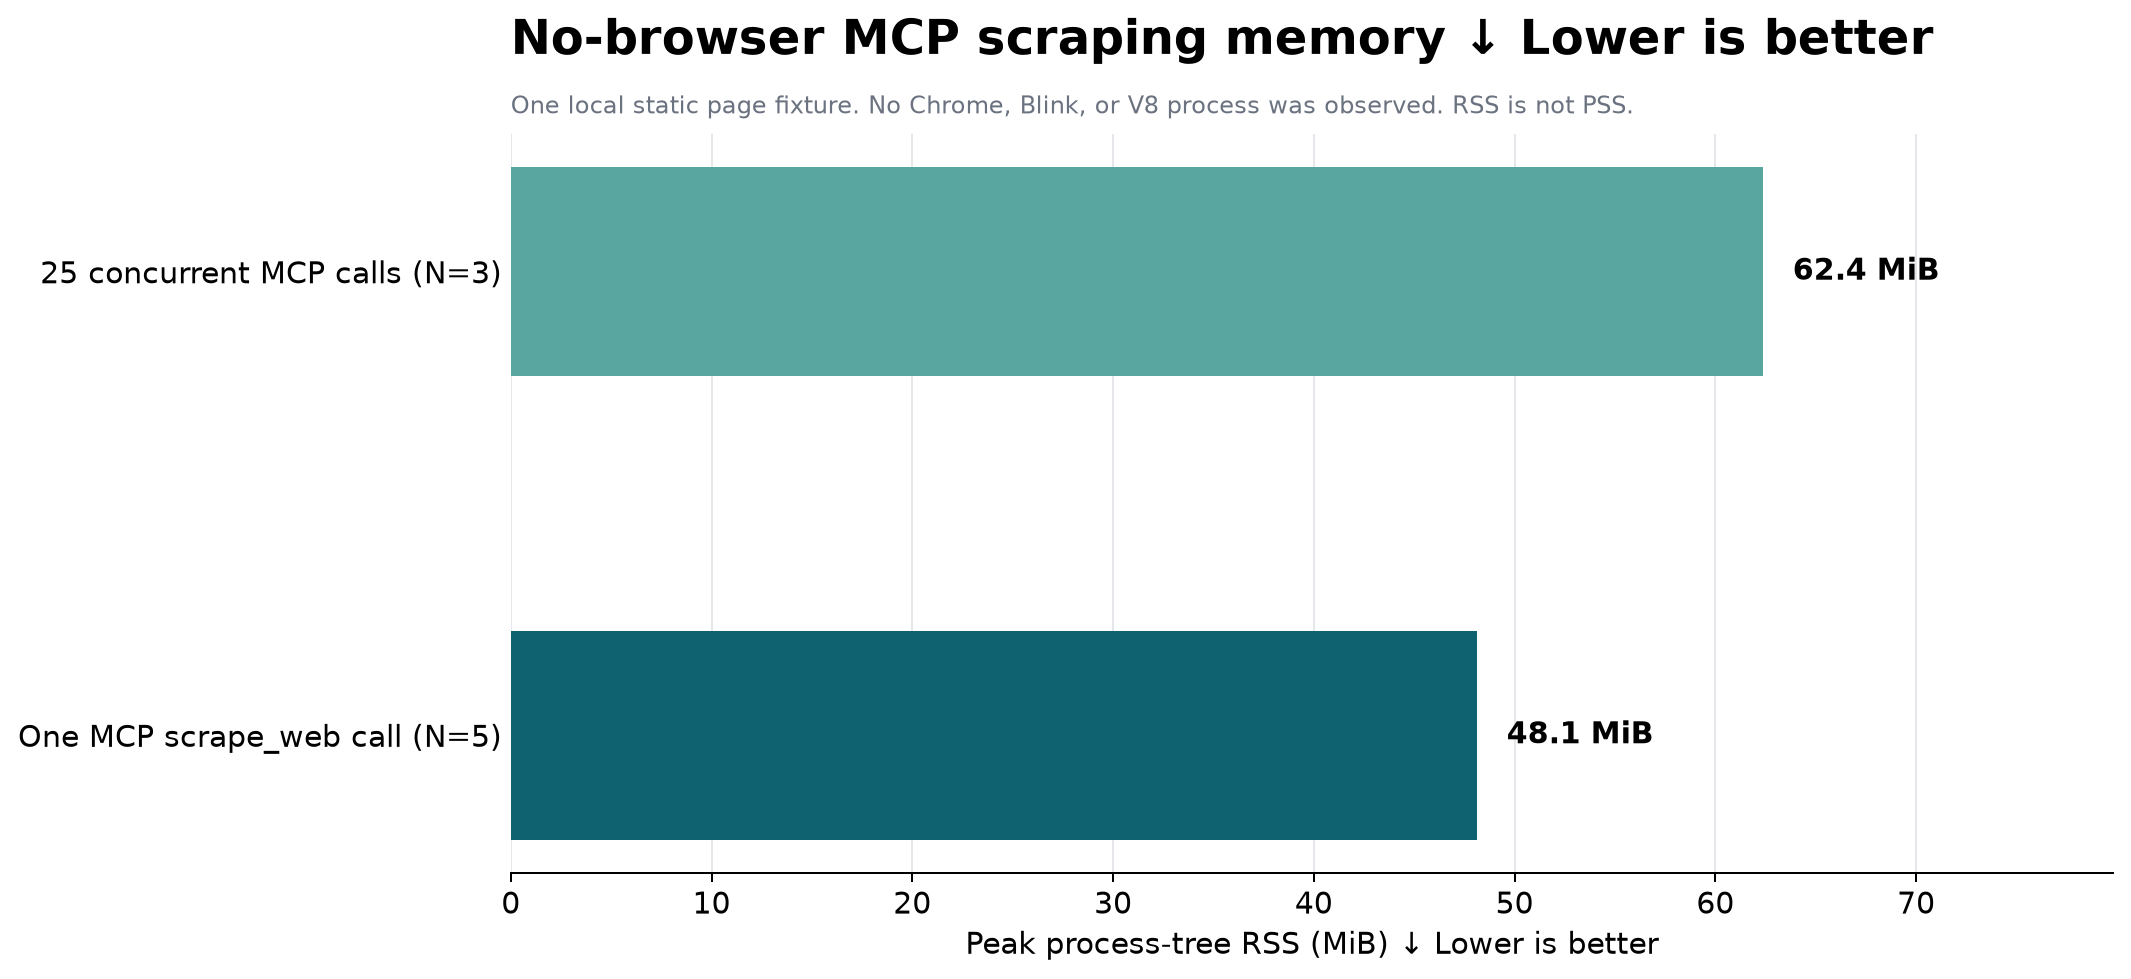 No-browser MCP scraping memory ↓ Lower is better
One local static page fixture. No Chrome, Blink, or V8 process was observed. RSS is not PSS.
25 concurrent MCP calls (N=3)
62.4 MiB
One MCP scrape_web call (N=5)
48.1 MiB
0 10 20 30 40 50 60 70
Peak process-tree RSS (MiB) ↓ Lower is better